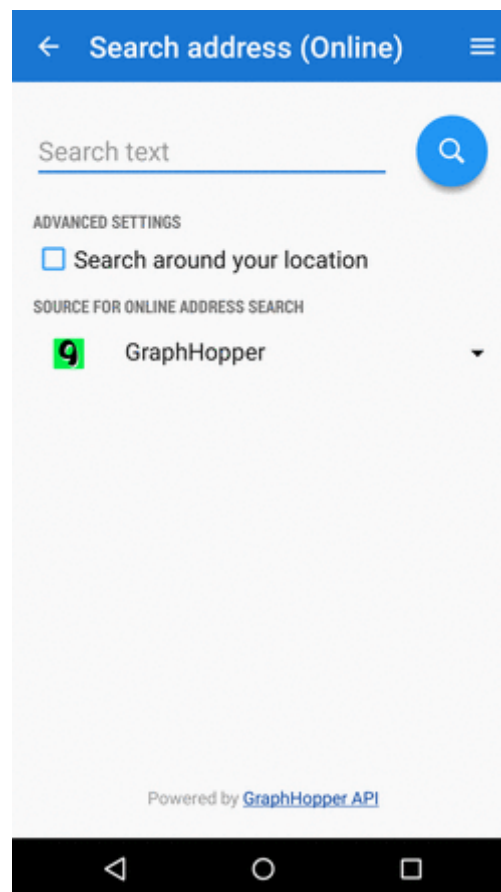 Search address (Online)
Search text
ADVANCED SETTINGS
Search around your location
SOURCE FOR ONLINE ADDRESS SEARCH
GraphHopper
Powered by GraphHopper API